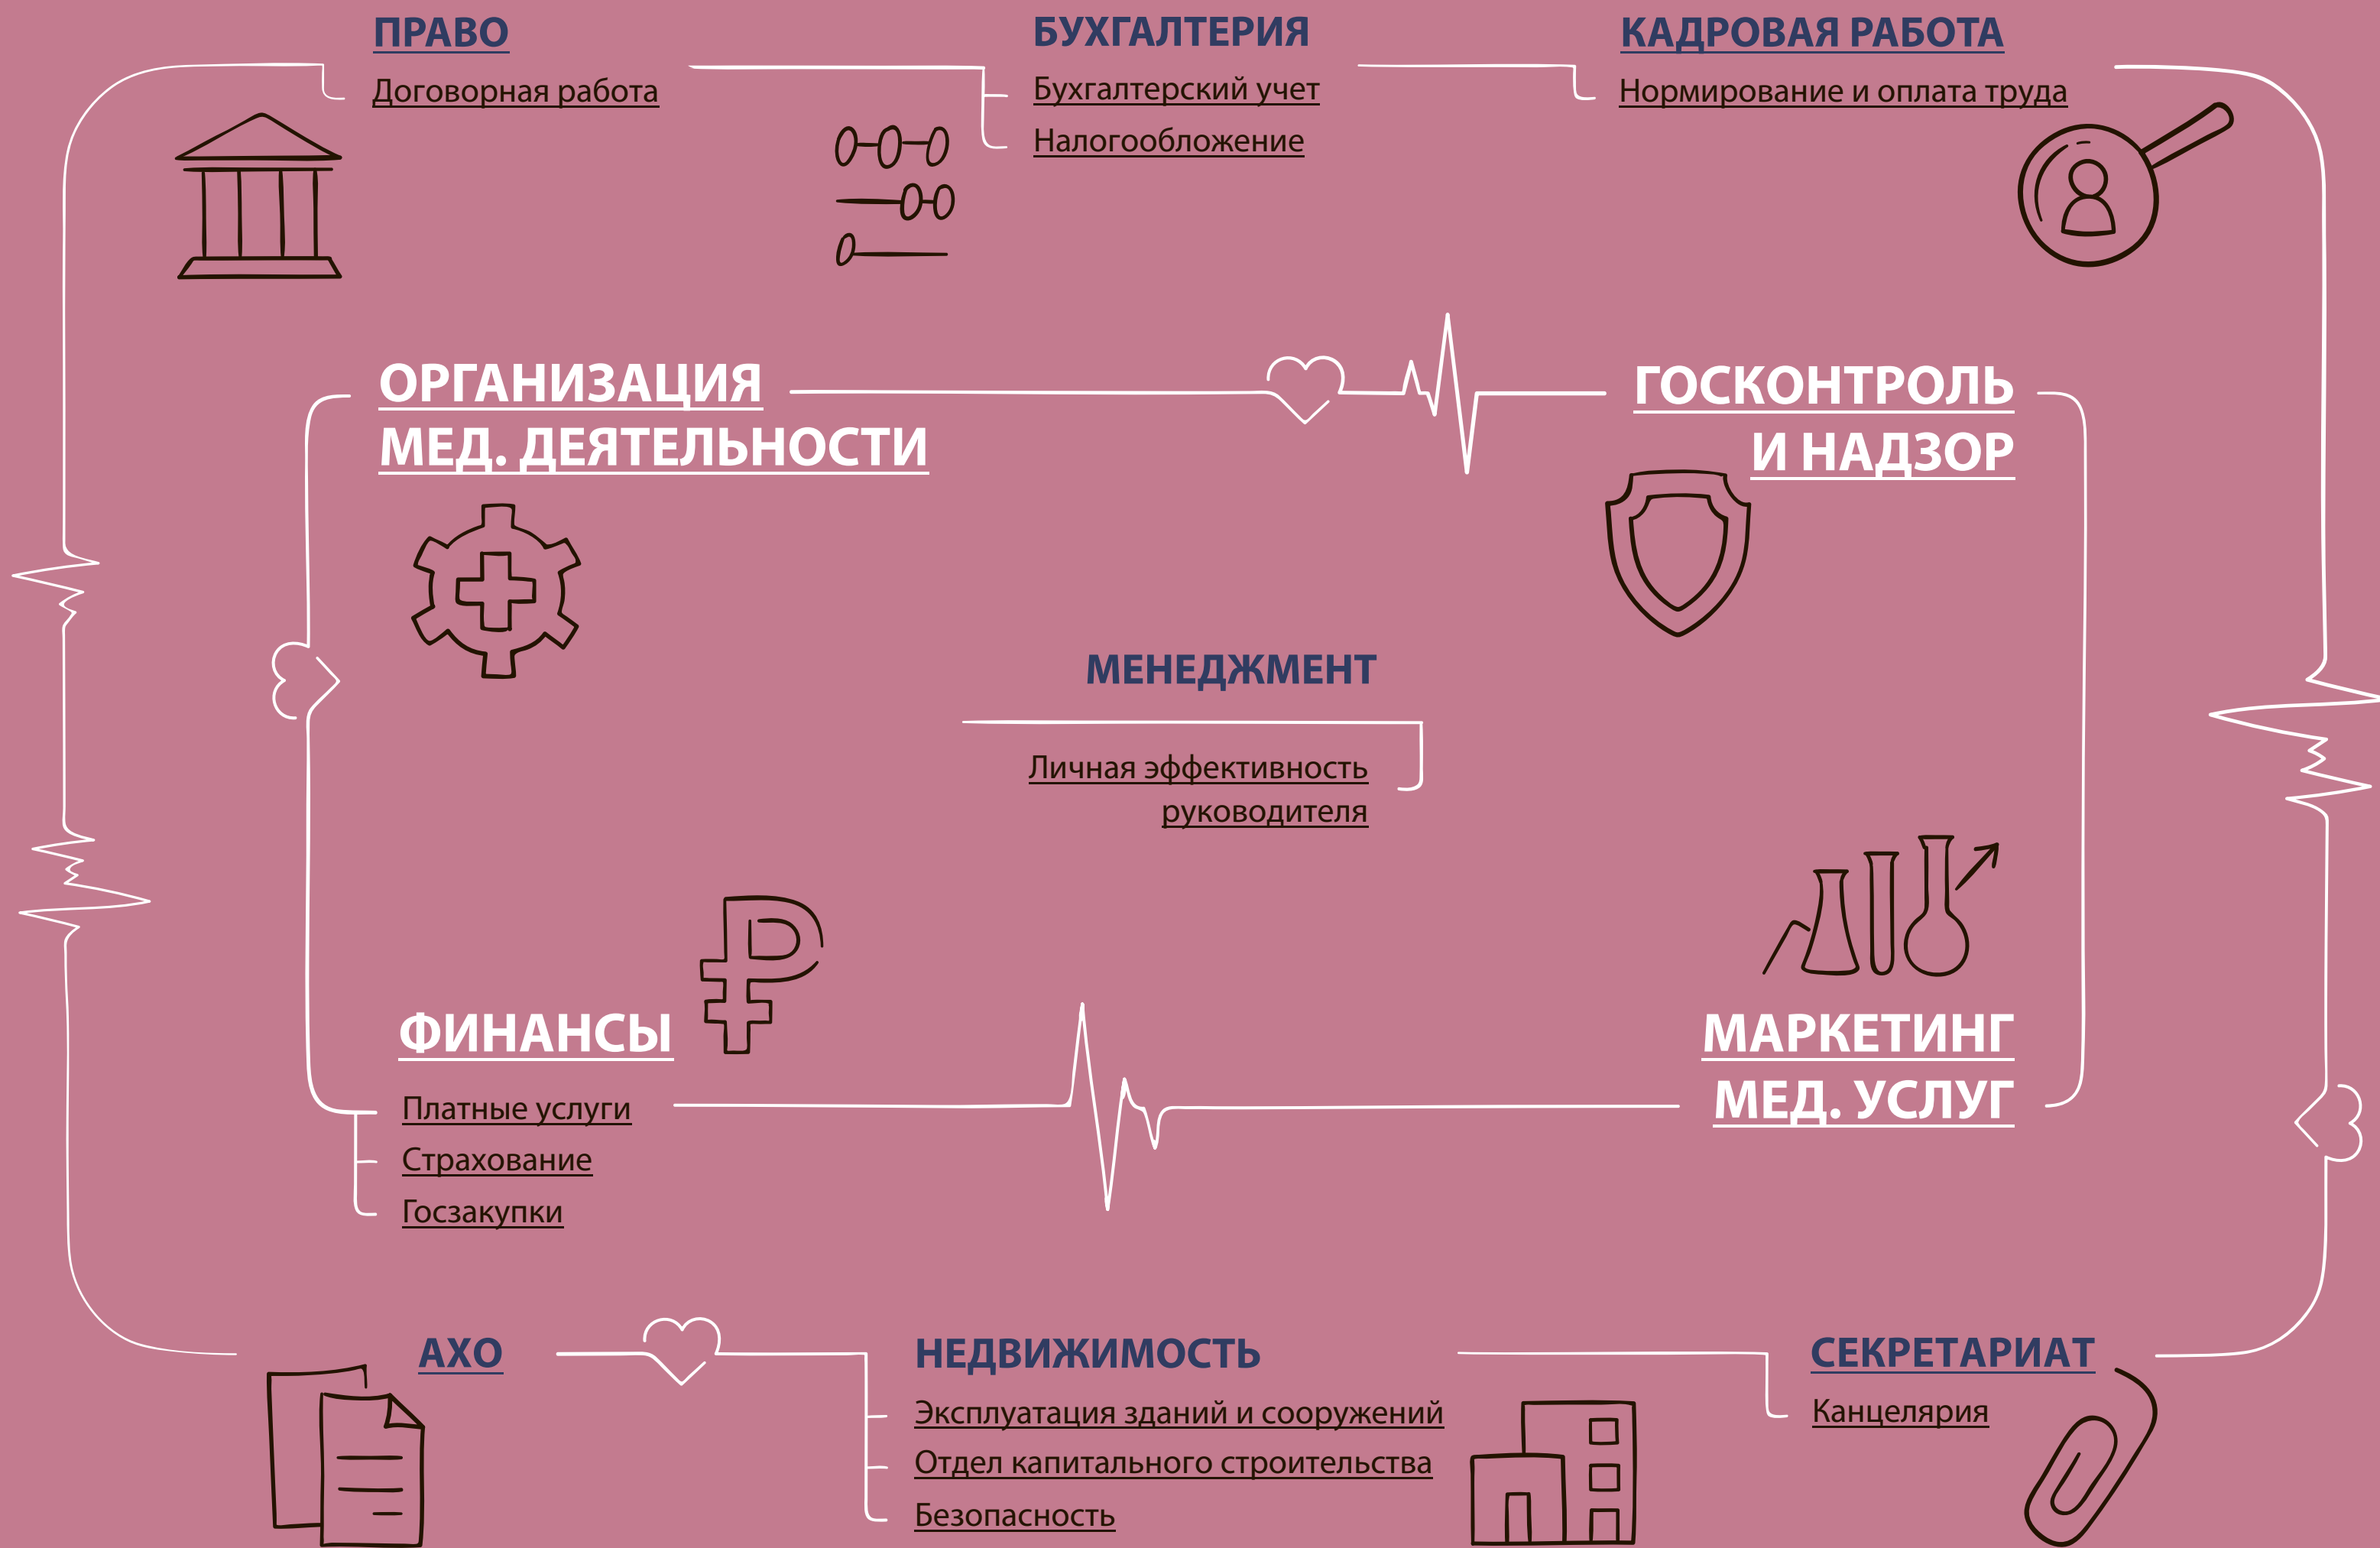 ПРАВО
Договорная работа
БУХГАЛТЕРИЯ
Бухгалтерский учет
Налогообложение
КАДРОВАЯ РАБОТА
Нормирование и оплата труда
ОРГАНИЗАЦИЯ
МЕД. ДЕЯТЕЛЬНОСТИ
ГОСКОНТРОЛЬ
И НАДЗОР
МЕНЕДЖМЕНТ
Личная эффективность
руководителя
ФИНАНСЫ
Платные услуги
Страхование
Госзакупки
МАРКЕТИНГ
МЕД. УСЛУГ
АХО
НЕДВИЖИМОСТЬ
Эксплуатация зданий и сооружений
Отдел капитального строительства
Безопасность
СЕКРЕТАРИАТ
Канцелярия